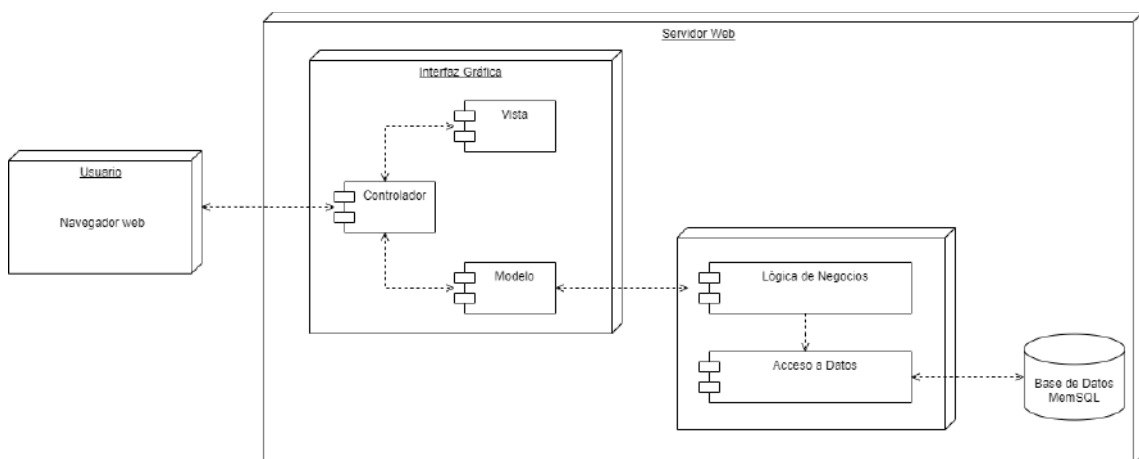 Servidor Web
Interfaz Gráfica
Vista
Usuario
Controlador
Navegador web
Modelo
Lógica de Negocios
Acceso a Datos
Base de Datos
MemSQL